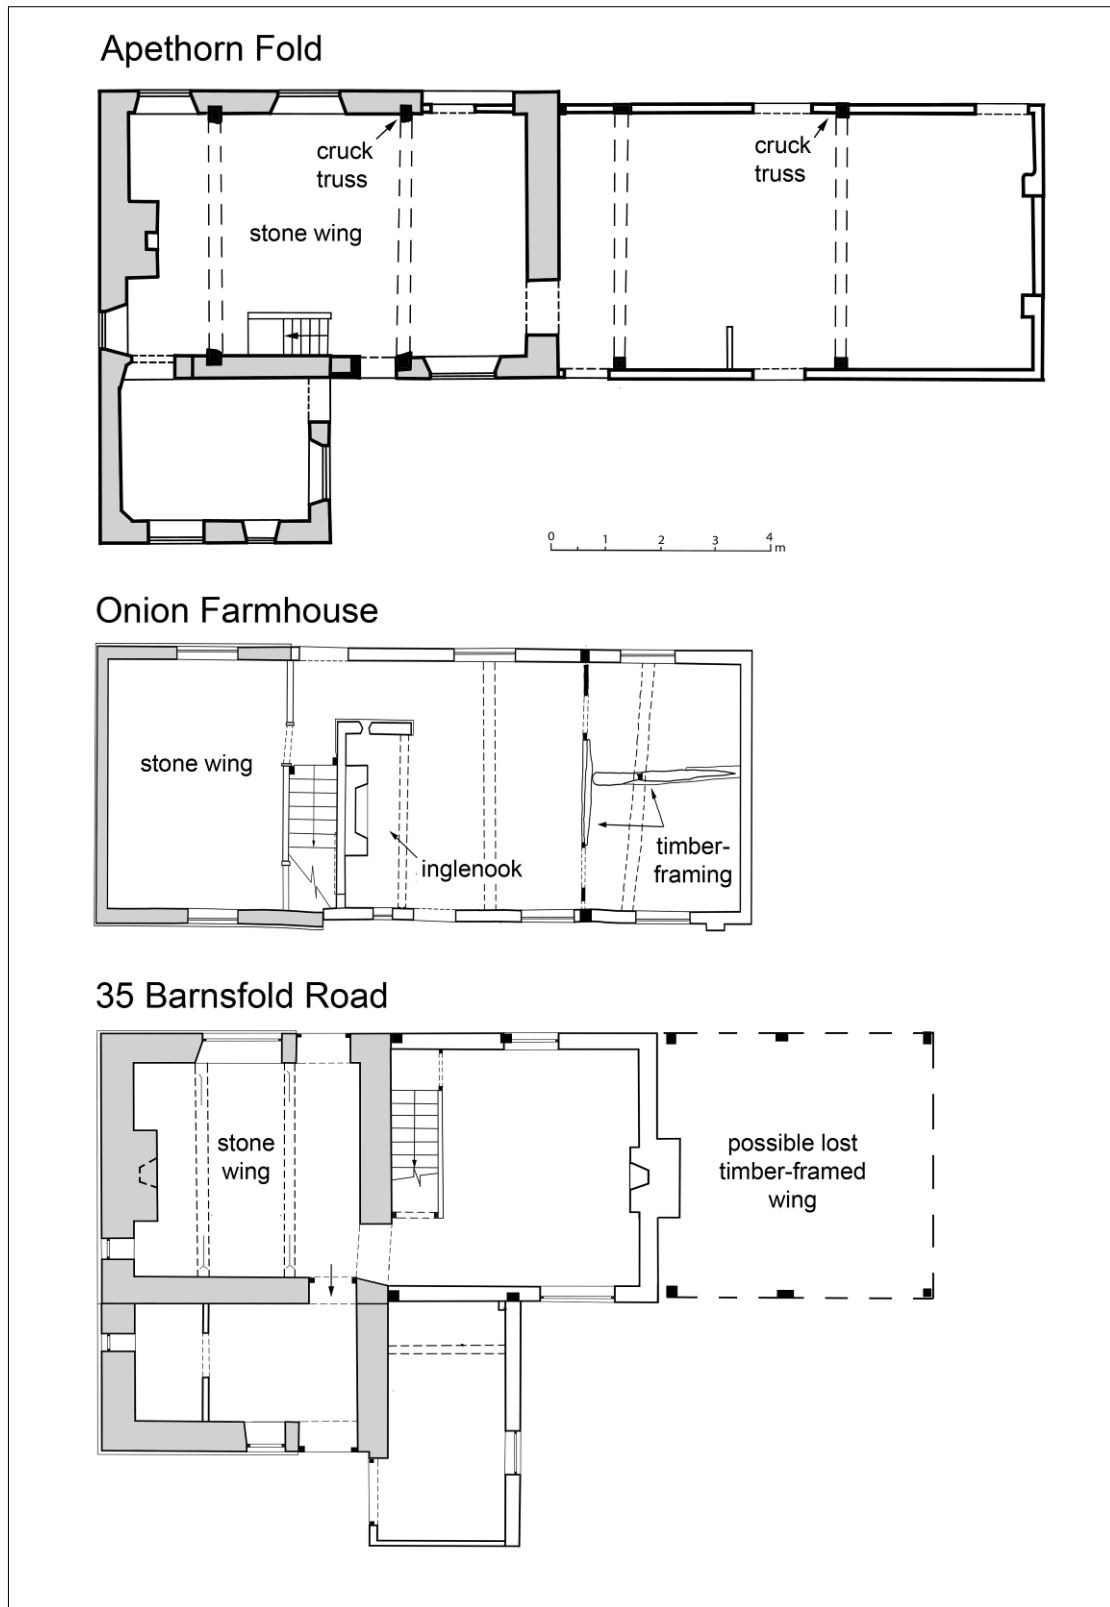 Apethorn Fold
cruck
truss
cruck
truss
stone wing
0 1 2 3 4
m
Onion Farmhouse
stone wing
inglenook
timber-
framing
35 Barnsfold Road
stone
wing
possible lost
timber-framed
wing